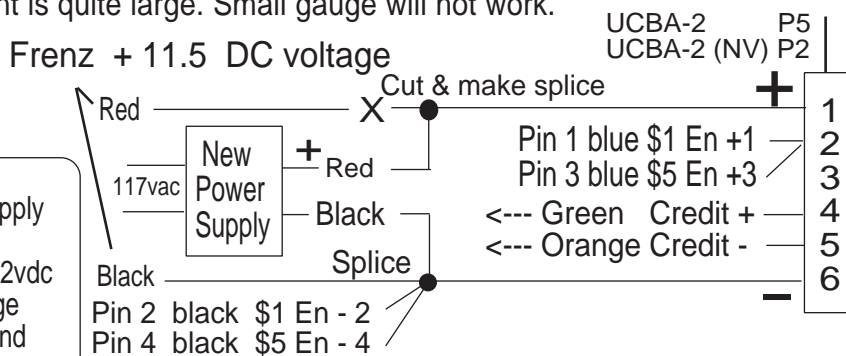 nt is quite large. Small gauge will not work.
UCBA-2 P5
UCBA-2 (NV) P2
Frenz + 11.5 DC voltage
Cut & make splice
+
Red
X
1
New Power Supply
+
Red
117vac
Black
Pin 1 blue $1 En +1
2
Pin 3 blue $5 En +3
3
<--- Green Credit +
4
<--- Orange Credit -
5
Splice
Black
6
–
Pin 2 black $1 En - 2
Pin 4 black $5 En - 4
pply
2vdc
ge
nd